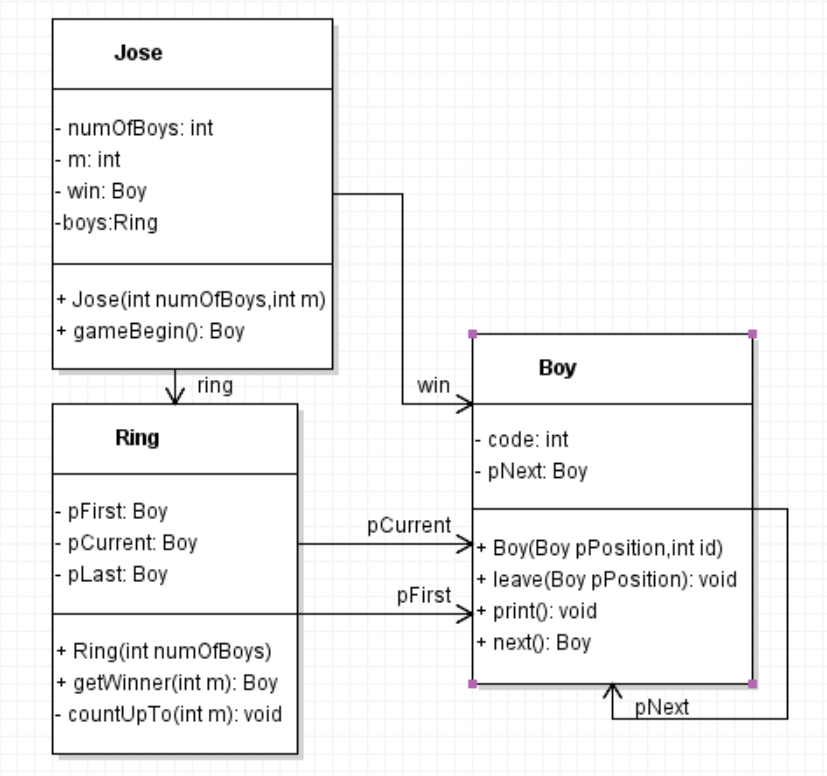 Jose
- numOfBoys: int
- m: int
- win: Boy
-boys:Ring
+ Jose(int numOfBoys,int m)
+ gameBegin(): Boy
ring
win
Ring
- pFirst: Boy
- pCurrent: Boy
- pLast: Boy
+ Ring(int numOfBoys)
+ getWinner(int m): Boy
- countUpTo(int m): void
pCurrent
pFirst
Boy
- code: int
- pNext: Boy
+ Boy(Boy pPosition,int id)
+ leave(Boy pPosition): void
+ print(): void
+ next(): Boy
pNext